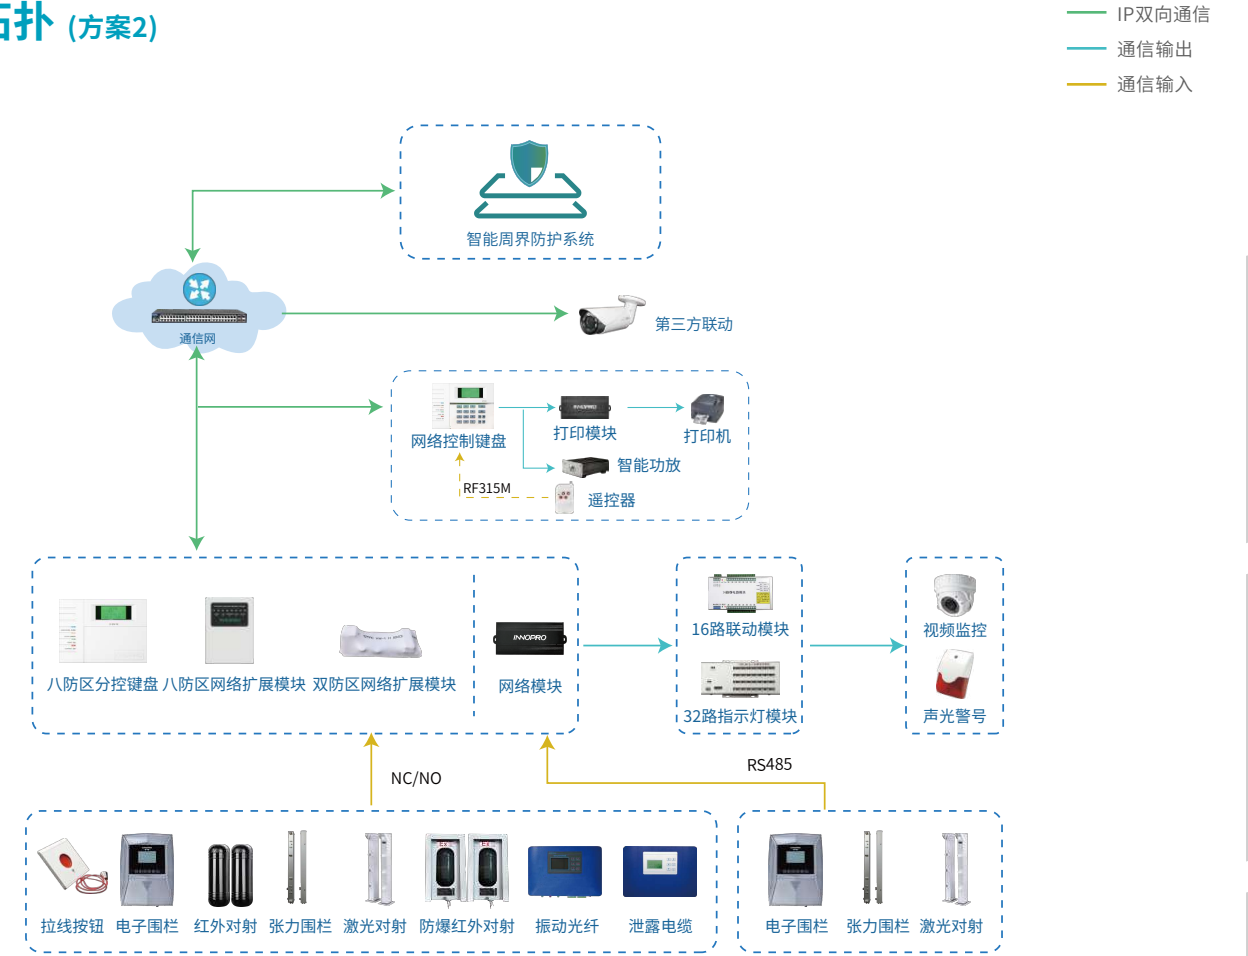 拓扑 (方案2)
IP双向通信
通信输出
通信输入
智能周界防护系统
通信网
第三方联动
INNOPRO
网络控制键盘
打印模块
打印机
智能功放
RF315M
遥控器
INNOPRO
16路联动模块
视频监控
八防区分控键盘
八防区网络扩展模块
双防区网络扩展模块
网络模块
32路指示灯模块
声光警号
NC/NO
RS485
Ex
Ex
拉线按钮
电子围栏
红外对射
张力围栏
激光对射
防爆红外对射
振动光纤
泄露电缆
电子围栏
张力围栏
激光对射